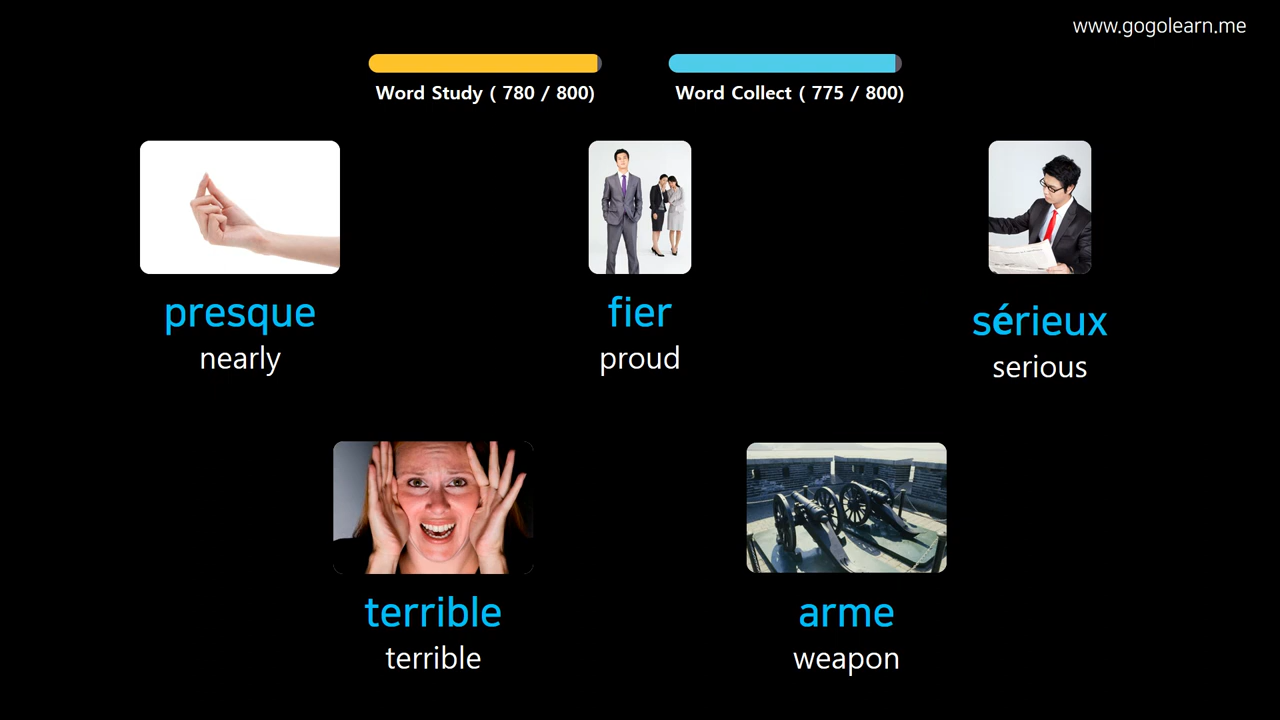 www.gogolearn.me
Word Study ( 780 / 800)
Word Collect ( 775 / 800)
presque
nearly
fier
proud
sérieux
serious
terrible
terrible
arme
weapon